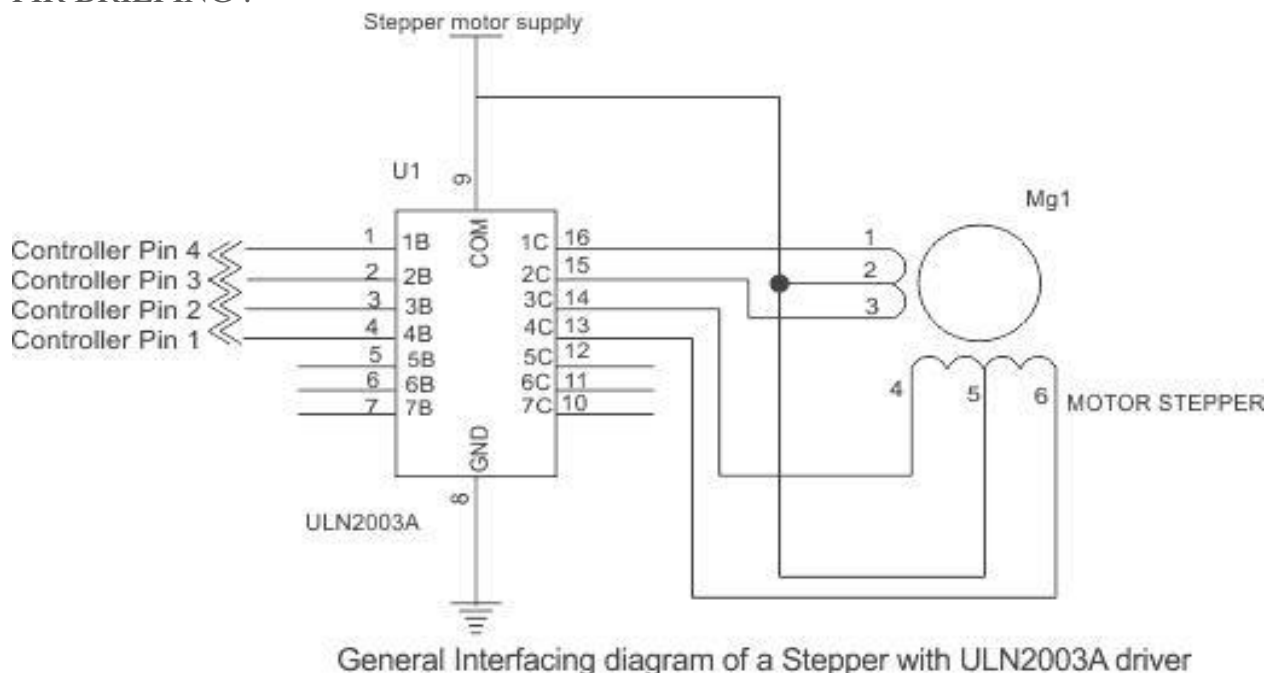 Stepper motor supply
U1
9
Mg1
Controller Pin 4
1
1B
COM
1C
16
1
Controller Pin 3
2
2B
2C
15
2
Controller Pin 2
3
3B
3C
14
3
Controller Pin 1
4
4B
4C
13
5
5B
5C
12
6
6B
6C
11
7
7B
7C
10
4
5
6
MOTOR STEPPER
GND
8
ULN2003A
General Interfacing diagram of a Stepper with ULN2003A driver